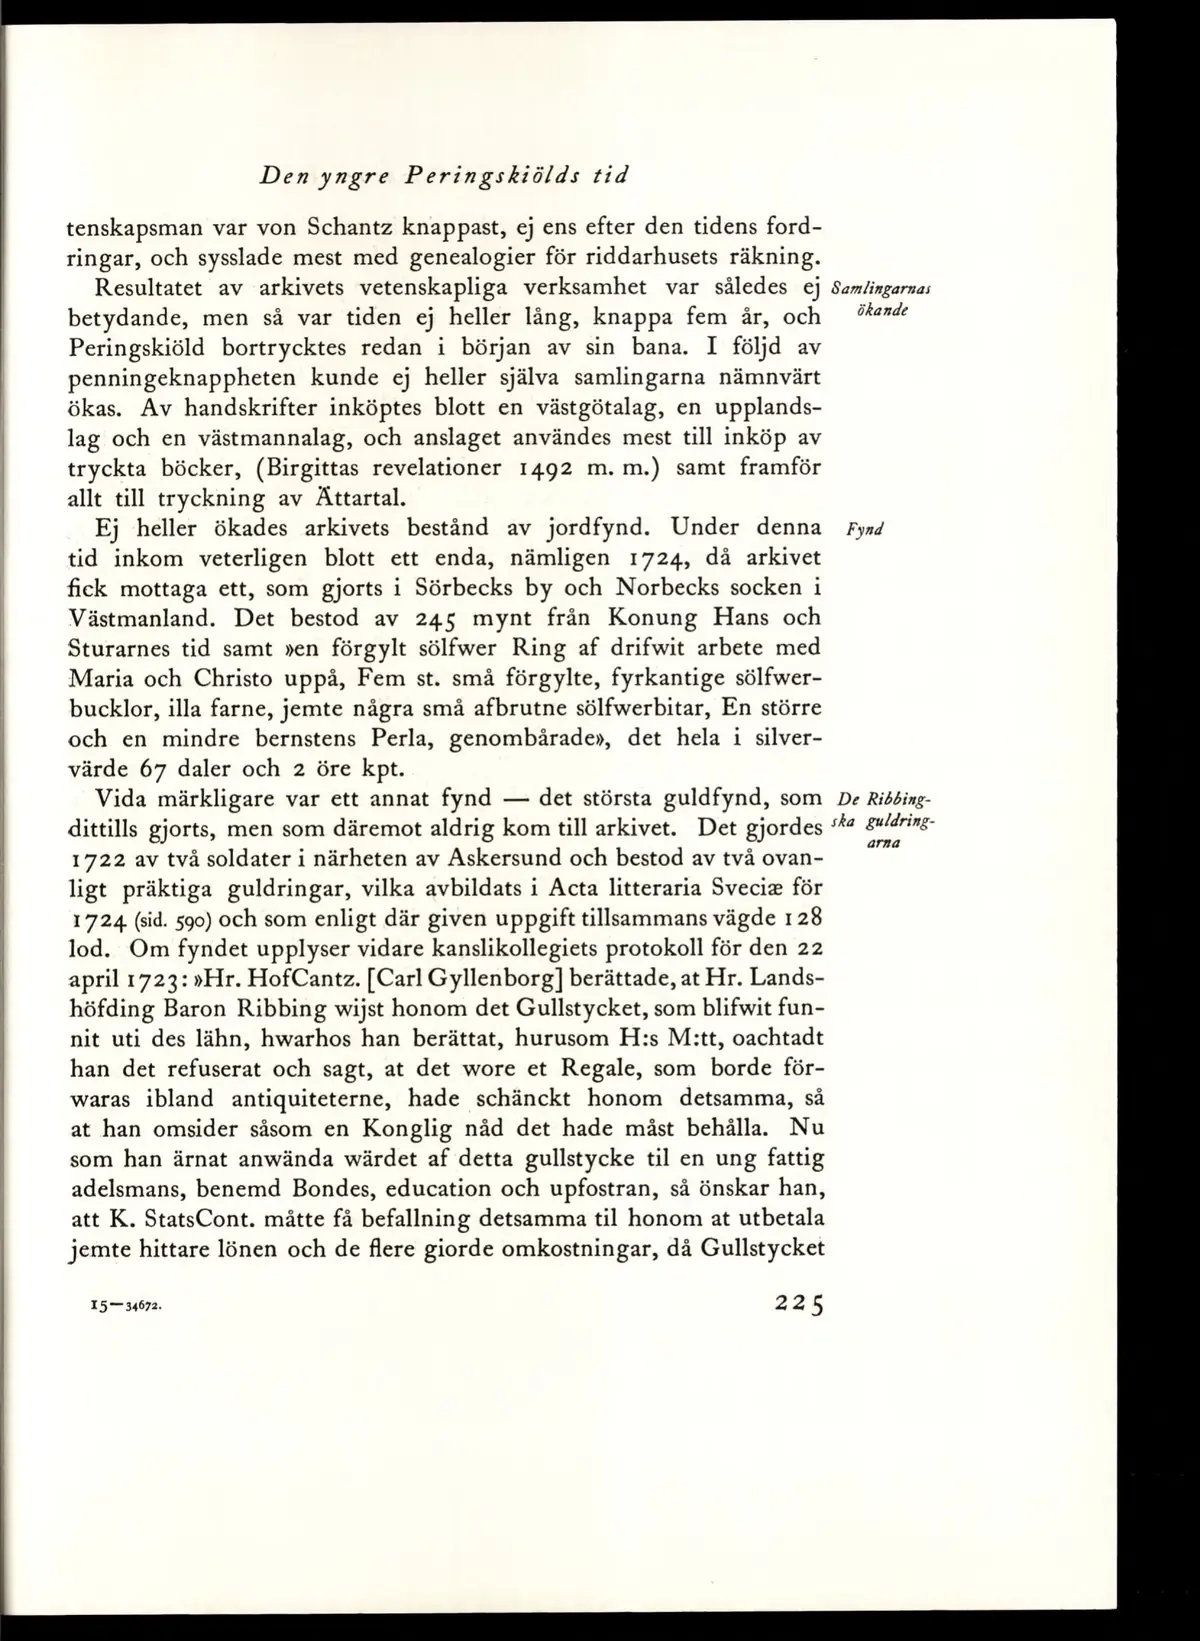 Den yngre Peringskiölds tid
tenskapsman var von Schantz knappast, ej ens efter den tidens ford-
ringar, och sysslade mest med genealogier för riddarhusets räkning.
Resultatet av arkivets vetenskapliga verksamhet var således ej
betydande, men så var tiden ej heller lång, knappa fem år, och
Peringskiöld bortrycktes redan i början av sin bana. I följd av
penningeknappheten kunde ej heller själva samlingarna nämnvärt
ökas. Av handskrifter inköptes blott en västgötalag, en upplands-
lag och en västmannalag, och anslaget användes mest till inköp av
tryckta böcker, (Birgittas revelationer 1492 m. m.) samt framför
allt till tryckning av Ättartal.
Samlingarnas
ökande
Ej heller ökades arkivets bestånd av jordfynd. Under denna
tid inkom veterligen blott ett enda, nämligen 1724, då arkivet
fick mottaga ett, som gjorts i Sörbecks by och Norbecks socken i
Västmanland. Det bestod av 245 mynt från Konung Hans och
Sturarnes tid samt »en förgylt sölfwer Ring af drifwit arbete med
Maria och Christo uppå, Fem st. små förgylte, fyrkantige sölfwer-
bucklor, illa farne, jemte några små afbrutne sölfwerbitar, En större
och en mindre bernstens Perla, genombårade», det hela i silver-
värde 67 daler och 2 öre kpt.
Fynd
Vida märkligare var ett annat fynd — det största guldfynd, som
dittills gjorts, men som däremot aldrig kom till arkivet. Det gjordes
1722 av två soldater i närheten av Askersund och bestod av två ovan-
ligt präktiga guldringar, vilka avbildats i Acta litteraria Sveciæ för
1724 (sid. 590) och som enligt där given uppgift tillsammans vägde 128
lod. Om fyndet upplyser vidare kanslikollegiets protokoll för den 22
april 1723: »Hr. HofCantz. [Carl Gyllenborg] berättade, at Hr. Lands-
höfding Baron Ribbing wijst honom det Gullstycket, som blifwit fun-
nit uti des lähn, hwarhos han berättat, hurusom H:s M:tt, oachtadt
han det refuserat och sagt, at det wore et Regale, som borde för-
waras ibland antiquiteterne, hade schänckt honom detsamma, så
at han omsider såsom en Konglig nåd det hade måst behålla. Nu
som han ärnat anwända wärdet af detta gullstycke til en ung fattig
adelsmans, benemd Bondes, education och upfostran, så önskar han,
att K. StatsCont. måtte få befallning detsamma til honom at utbetala
jemte hittare lönen och de flere giorde omkostningar, då Gullstycket
De Ribbing-
ska guldring-
arna
15—34672.
225